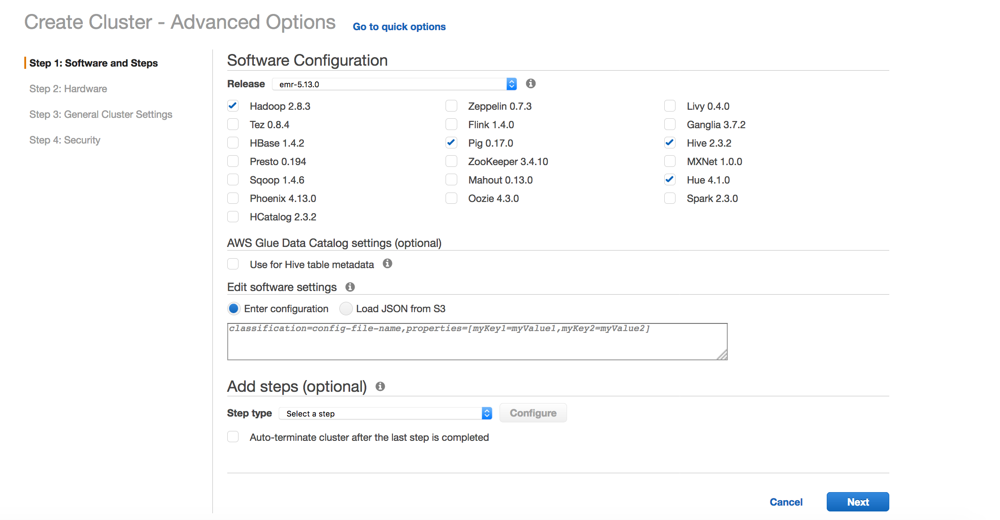 Create Cluster - Advanced Options Go to quick options
Step 1: Software and Steps
Step 2: Hardware
Step 3: General Cluster Settings
Step 4: Security
Software Configuration
Release emr-5.13.0
Hadoop 2.8.3 Zeppelin 0.7.3 Livy 0.4.0
Tez 0.8.4 Flink 1.4.0 Ganglia 3.7.2
HBase 1.4.2 Pig 0.17.0 Hive 2.3.2
Presto 0.194 ZooKeeper 3.4.10 MXNet 1.0.0
Sqoop 1.4.6 Mahout 0.13.0 Hue 4.1.0
Phoenix 4.13.0 Oozie 4.3.0 Spark 2.3.0
HCatalog 2.3.2
AWS Glue Data Catalog settings (optional)
Use for Hive table metadata
Edit software settings
Enter configuration Load JSON from S3
classification=config-file-name,properties=[myKey1=myValue1,myKey2=myValue2]
Add steps (optional)
Step type Select a step Configure
Auto-terminate cluster after the last step is completed
Cancel Next